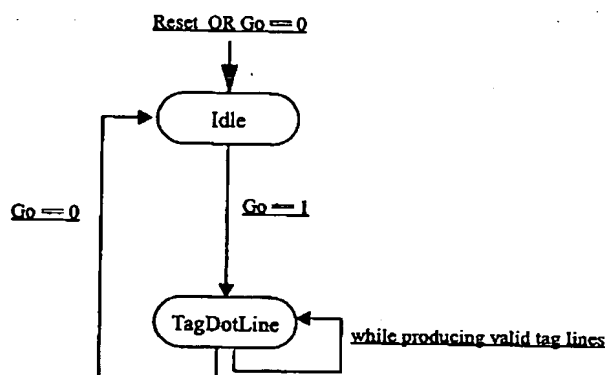 Reset OR Go == 0
Idle
Go == 0
Go == 1
TagDotLine
while producing valid tag lines